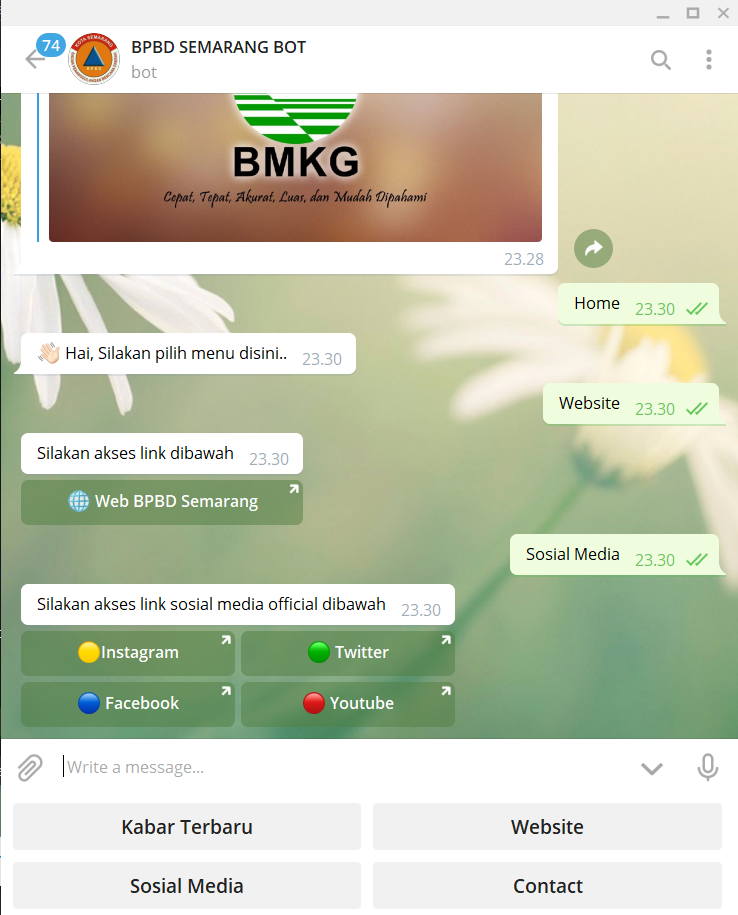 74
BPBD SEMARANG BOT
bot
BMKG
Cepat, Tepat, Akurat, Luas, dan Mudah Dipahami
23.28
Home 23.30
👋🏻 Hai, Silakan pilih menu disini.. 23.30
Website 23.30
Silakan akses link dibawah 23.30
🌐 Web BPBD Semarang
Sosial Media 23.30
Silakan akses link sosial media official dibawah 23.30
🟡Instagram
🟢 Twitter
🔵 Facebook
🔴 Youtube
Write a message...
Kabar Terbaru
Website
Sosial Media
Contact